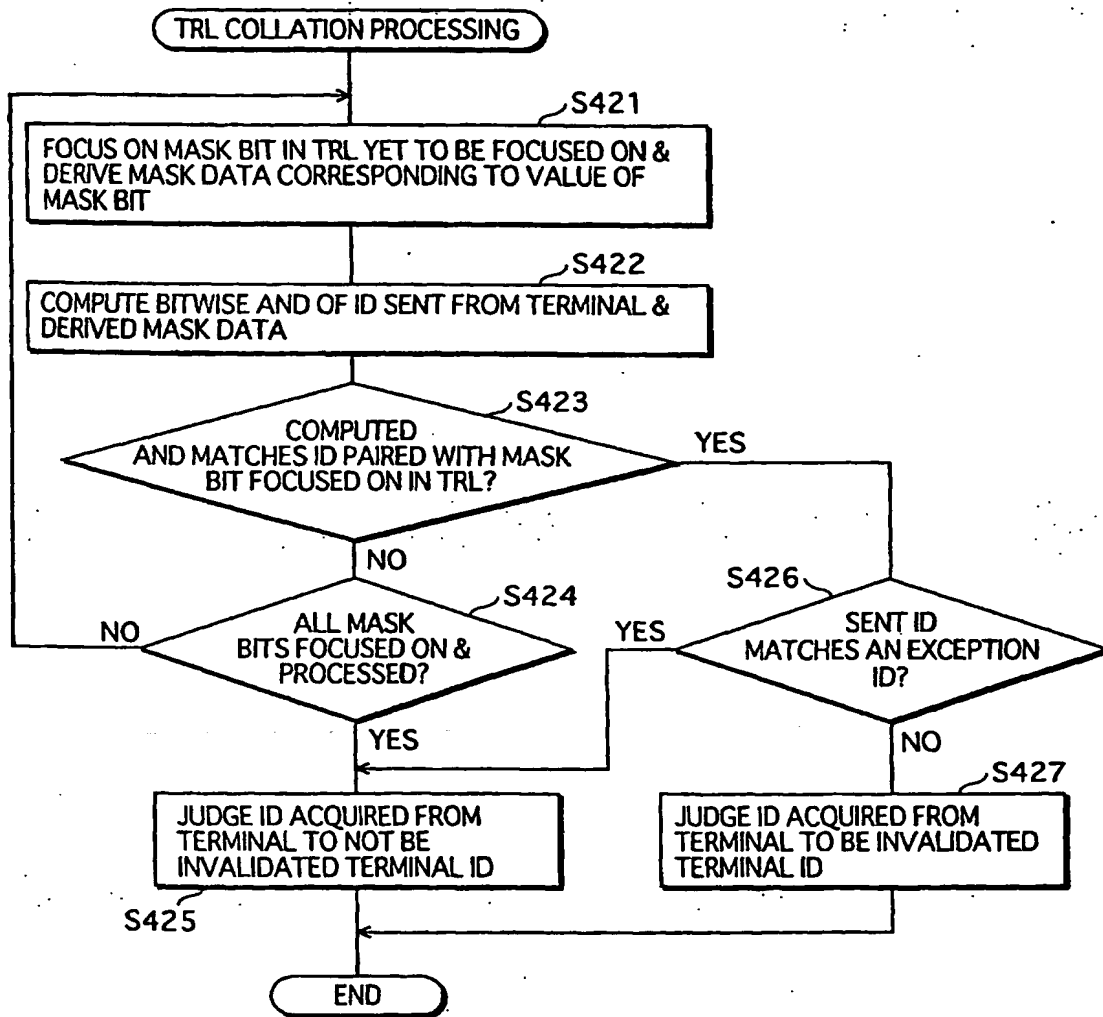 TRL COLLATION PROCESSING
S421
FOCUS ON MASK BIT IN TRL YET TO BE FOCUSED ON &
DERIVE MASK DATA CORRESPONDING TO VALUE OF
MASK BIT
S422
COMPUTE BITWISE AND OF ID SENT FROM TERMINAL &
DERIVED MASK DATA
S423
COMPUTED
AND MATCHES ID PAIRED WITH MASK
BIT FOCUSED ON IN TRL?
YES
NO
S424
ALL MASK
BITS FOCUSED ON &
PROCESSED?
NO
YES
S426
SENT ID
MATCHES AN EXCEPTION
ID?
YES
NO
JUDGE ID ACQUIRED FROM
TERMINAL TO NOT BE
INVALIDATED TERMINAL ID
S425
S427
JUDGE ID ACQUIRED FROM
TERMINAL TO BE INVALIDATED
TERMINAL ID
END